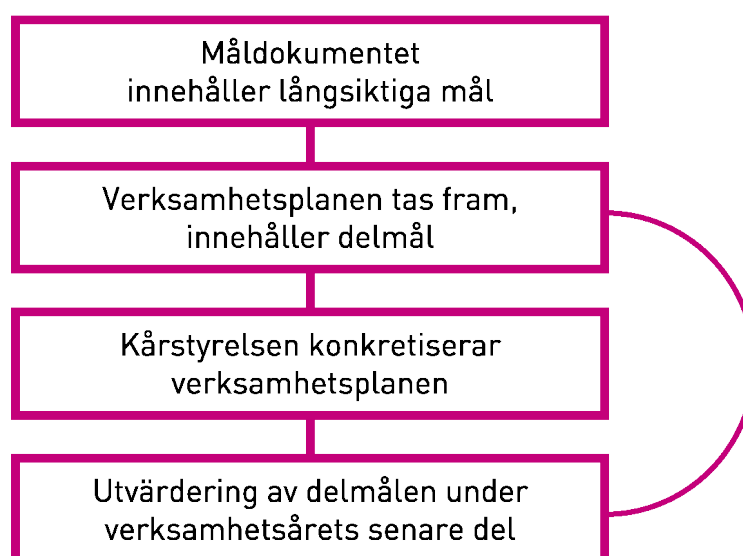 Måldokumentet
innehåller långsiktiga mål
Verksamhetsplanen tas fram,
innehåller delmål
Kårstyrelsen konkretiserar
verksamhetsplanen
Utvärdering av delmålen under
verksamhetsårets senare del